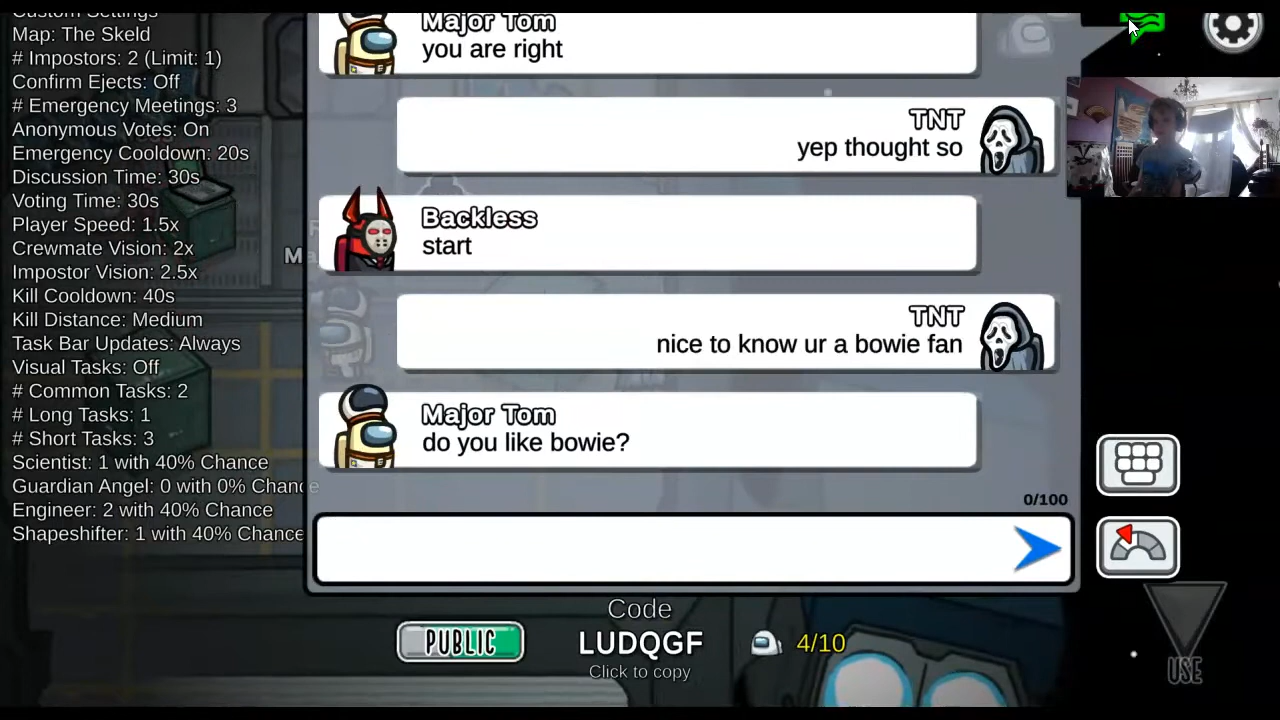 Custom Settings
Map: The Skeld
# Impostors: 2 (Limit: 1)
Confirm Ejects: Off
# Emergency Meetings: 3
Anonymous Votes: On
Emergency Cooldown: 20s
Discussion Time: 30s
Voting Time: 30s
Player Speed: 1.5x
Crewmate Vision: 2x
Impostor Vision: 2.5x
Kill Cooldown: 40s
Kill Distance: Medium
Task Bar Updates: Always
Visual Tasks: Off
# Common Tasks: 2
# Long Tasks: 1
# Short Tasks: 3
Scientist: 1 with 40% Chance
Guardian Angel: 0 with 0% Chance
Engineer: 2 with 40% Chance
Shapeshifter: 1 with 40% Chance
Major Tom
you are right
TNT
yep thought so
Backless
start
TNT
nice to know ur a bowie fan
Major Tom
do you like bowie?
0/100
Code
PUBLIC
LUDQGF
4/10
Click to copy
USE